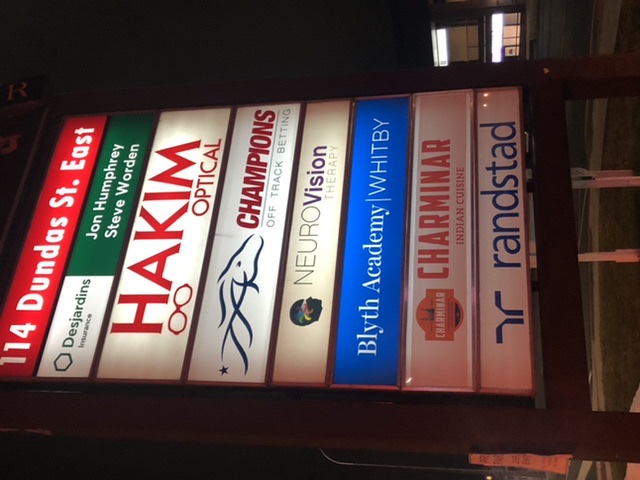 114 Dundas St. East
Desjardins
Insurance
Jon Humphrey
Steve Worden
HAKIM
OPTICAL
CHAMPIONS
OFF TRACK BETTING
NEUROVision
THERAPY
Blyth Academy|WHITBY
CHARMINAR
CHARMINAR
INDIAN CUISINE
randstad
R